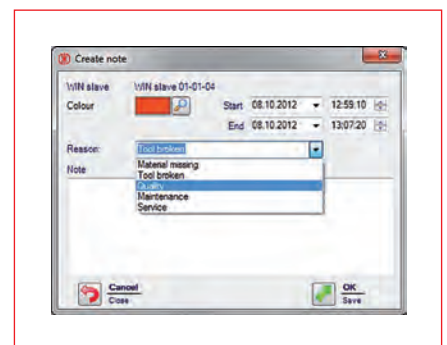 Create note
WIN slave WIN slave 01-01-04
Colour Start 08.10.2012 12:59:10
End 08.10.2012 13:07:20
Reason: Tool broken
Material missing
Tool broken
Quality
Maintenance
Service
Note
Cancel
Close
OK
Save